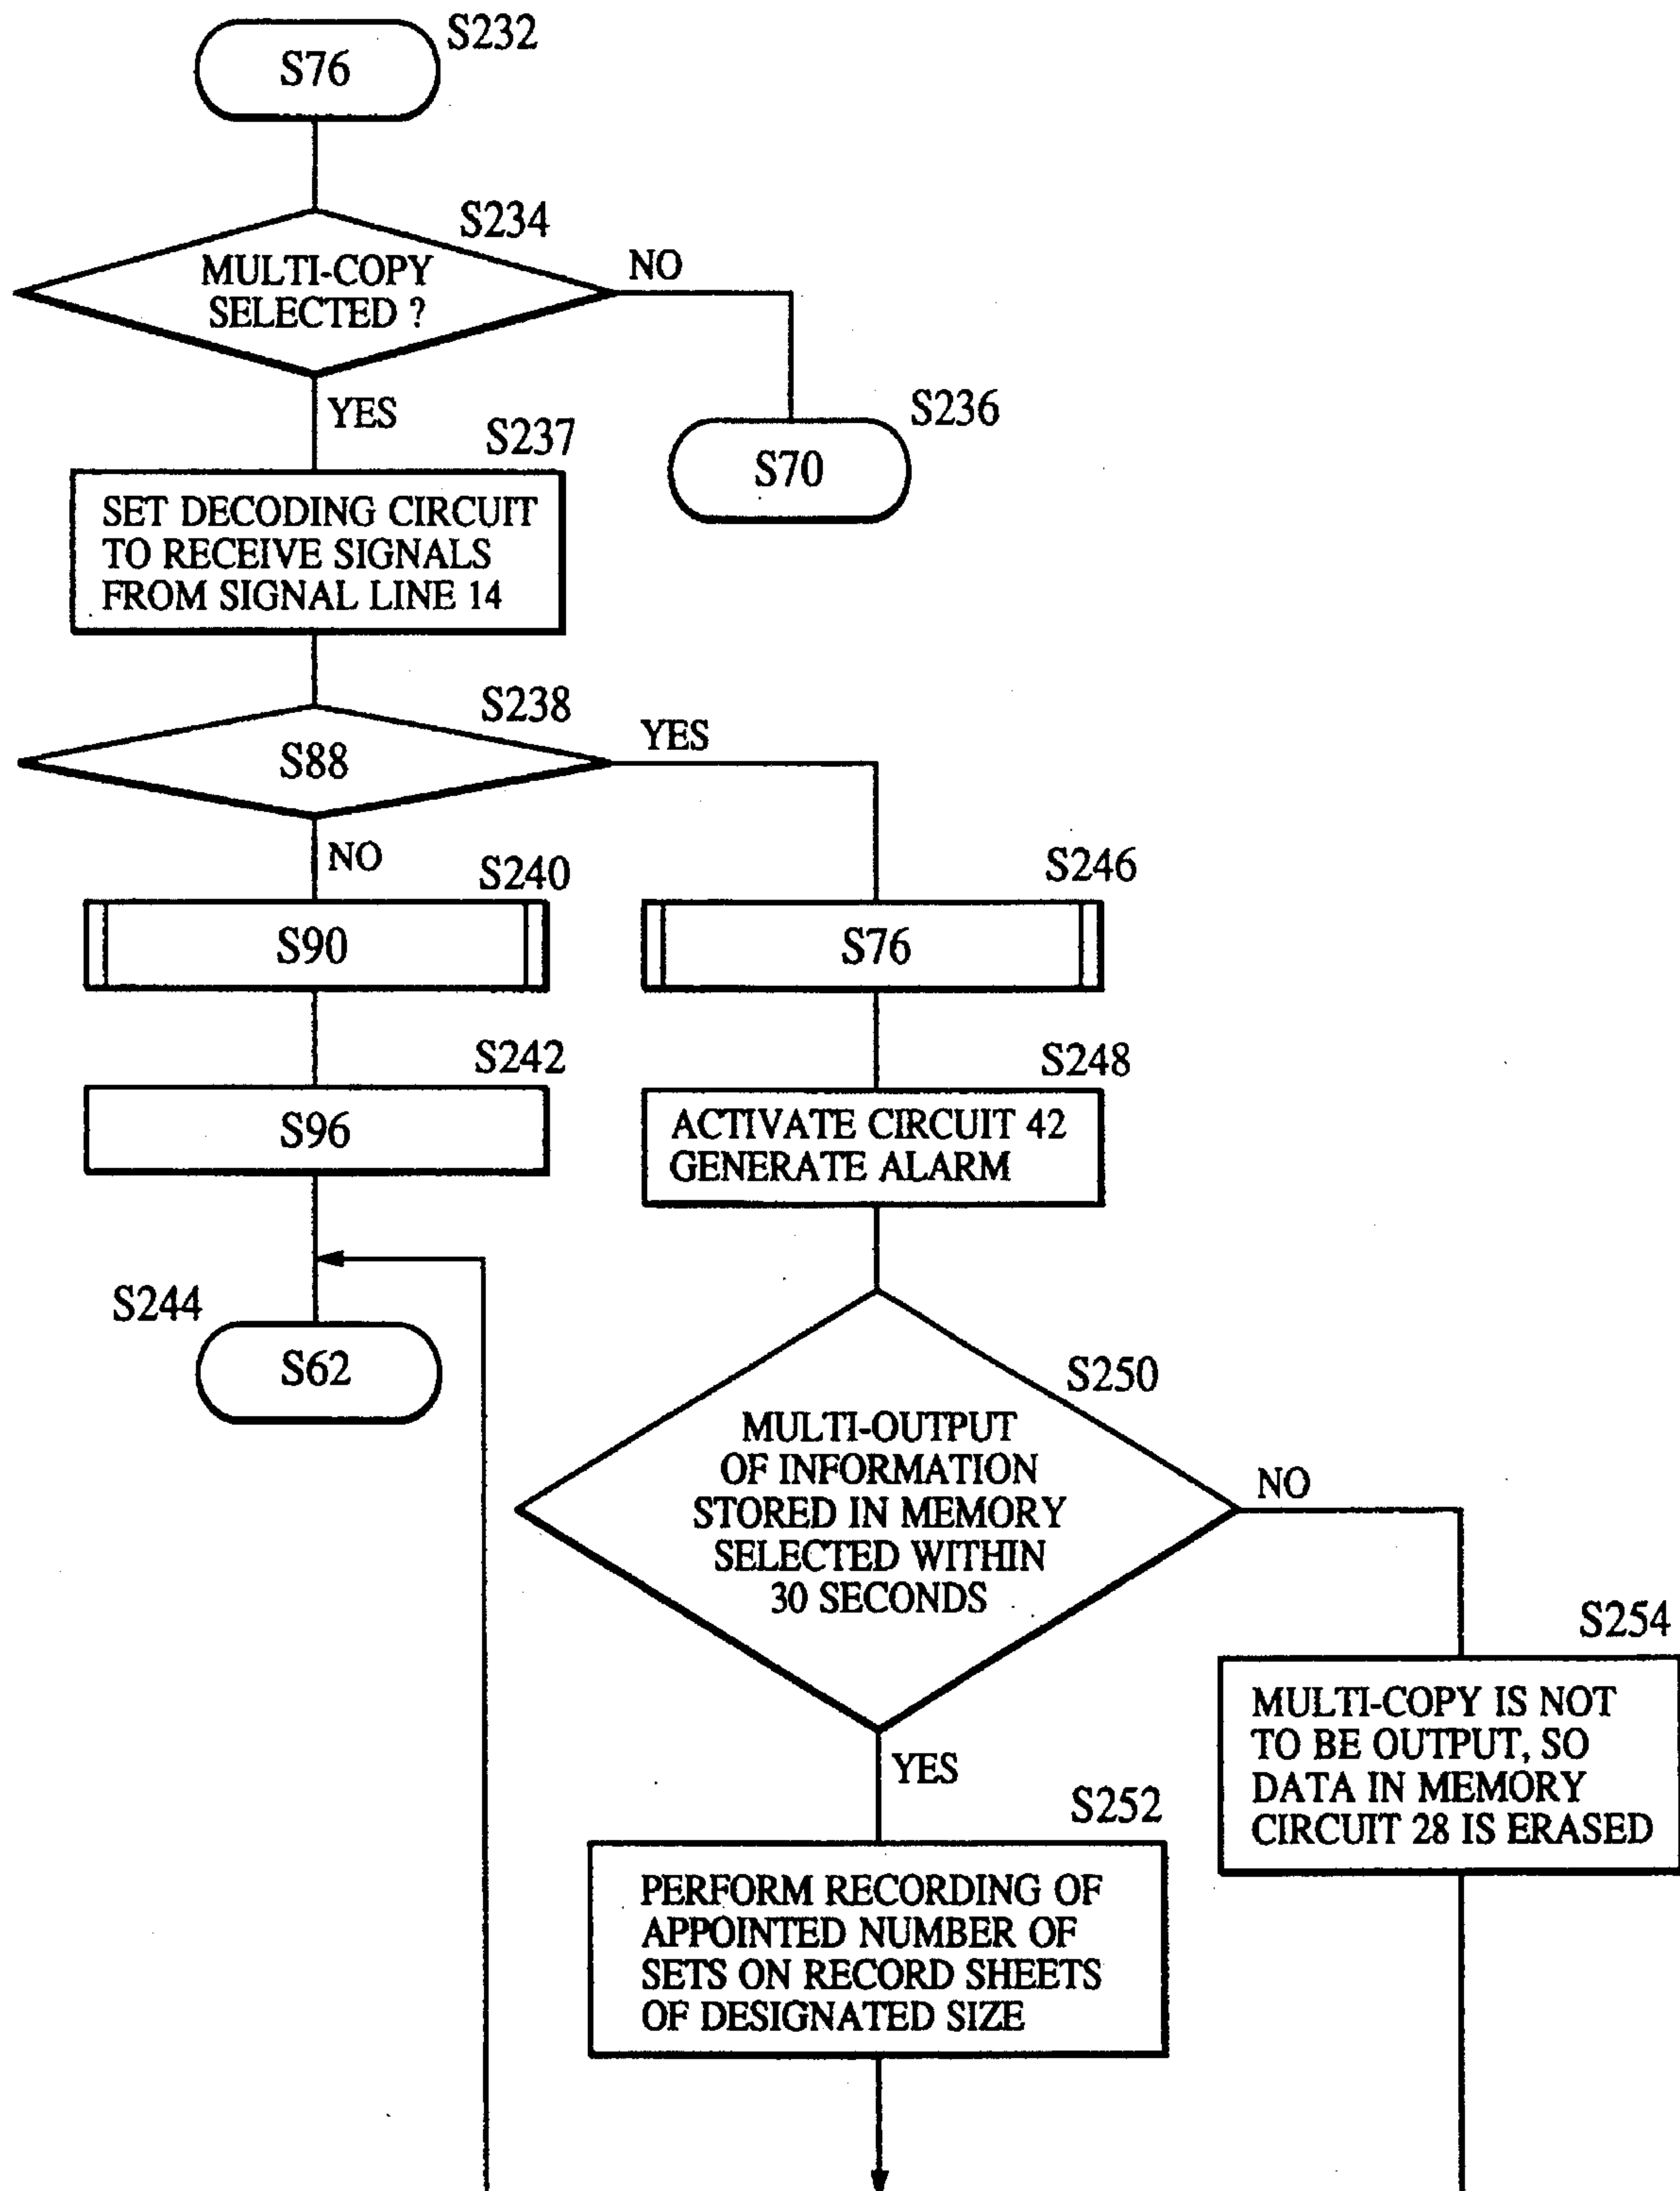 S232
S76
S234
MULTI-COPY
SELECTED ?
NO
YES
S236
S70
S237
SET DECODING CIRCUIT
TO RECEIVE SIGNALS
FROM SIGNAL LINE 14
S238
S88
YES
NO
S240
S90
S246
S76
S242
S96
S248
ACTIVATE CIRCUIT 42
GENERATE ALARM
S244
S62
S250
MULTI-OUTPUT
OF INFORMATION
STORED IN MEMORY
SELECTED WITHIN
30 SECONDS
NO
YES
S254
MULTI-COPY IS NOT
TO BE OUTPUT, SO
DATA IN MEMORY
CIRCUIT 28 IS ERASED
S252
PERFORM RECORDING OF
APPOINTED NUMBER OF
SETS ON RECORD SHEETS
OF DESIGNATED SIZE